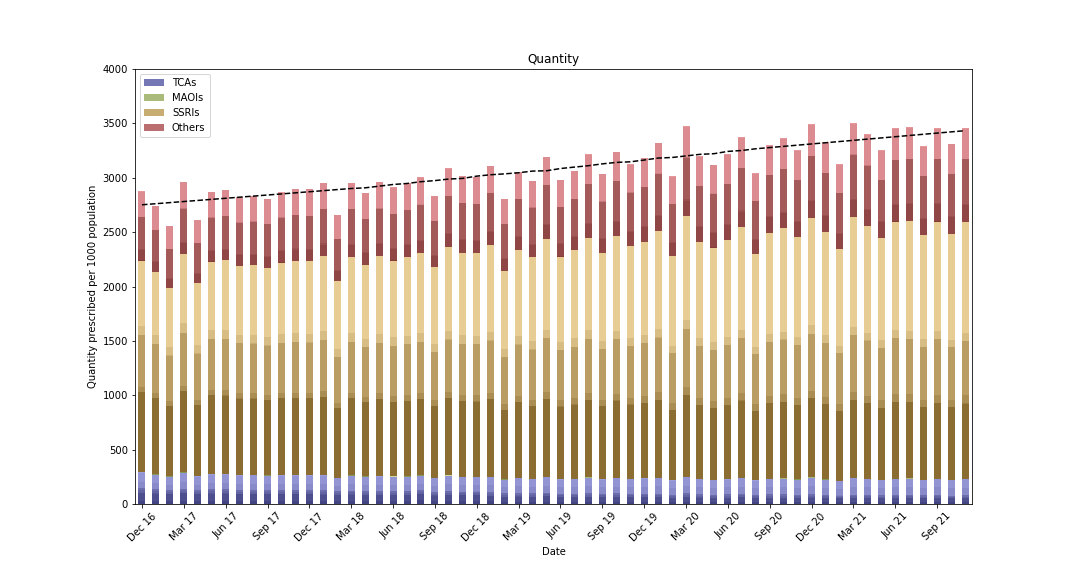 Quantity
4000
3500
3000
2500
2000
1500
1000
500
0
Quantity prescribed per 1000 population
TCAs
MAOIs
SSRIs
Others
Dec 16
Mar 17
Jun 17
Sep 17
Dec 17
Mar 18
Jun 18
Sep 18
Dec 18
Mar 19
Jun 19
Sep 19
Dec 19
Mar 20
Jun 20
Sep 20
Dec 20
Mar 21
Jun 21
Sep 21
Date